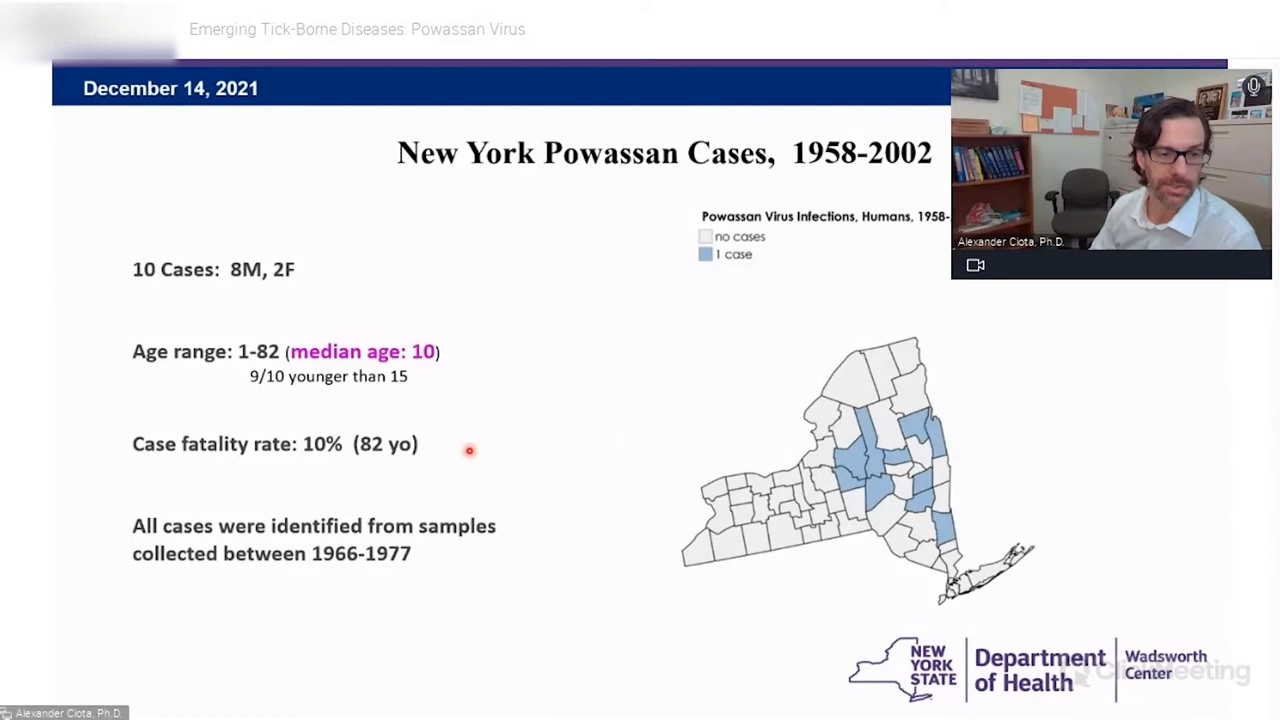 Emerging Tick-Borne Diseases: Powassan Virus
December 14, 2021
New York Powassan Cases, 1958-2002
Powassan Virus Infections, Humans, 1958-
no cases
1 case
Alexander Ciota, Ph.D.
10 Cases: 8M, 2F
Age range: 1-82 (median age: 10)
9/10 younger than 15
Case fatality rate: 10% (82 yo)
All cases were identified from samples
collected between 1966-1977
NEW
YORK
STATE
Department
of Health
Wadsworth
Center
ClickMeeting
Alexander Ciota, Ph.D.